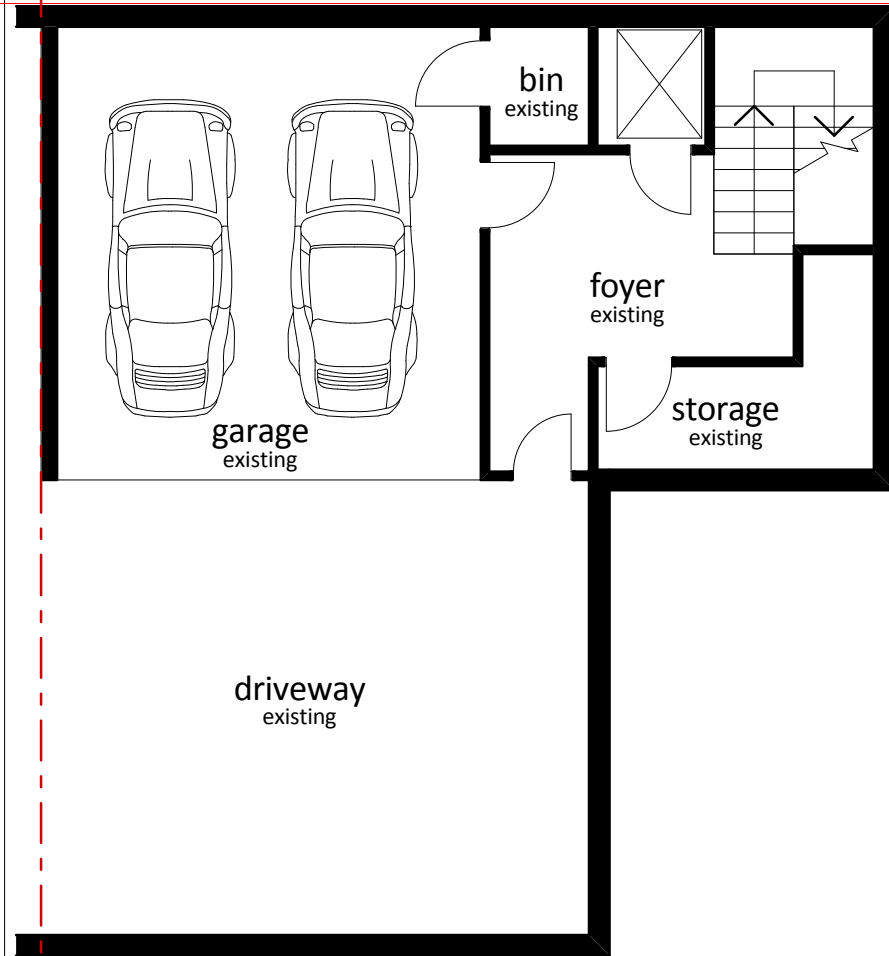 bin
existing
foyer
existing
storage
existing
garage
existing
driveway
existing